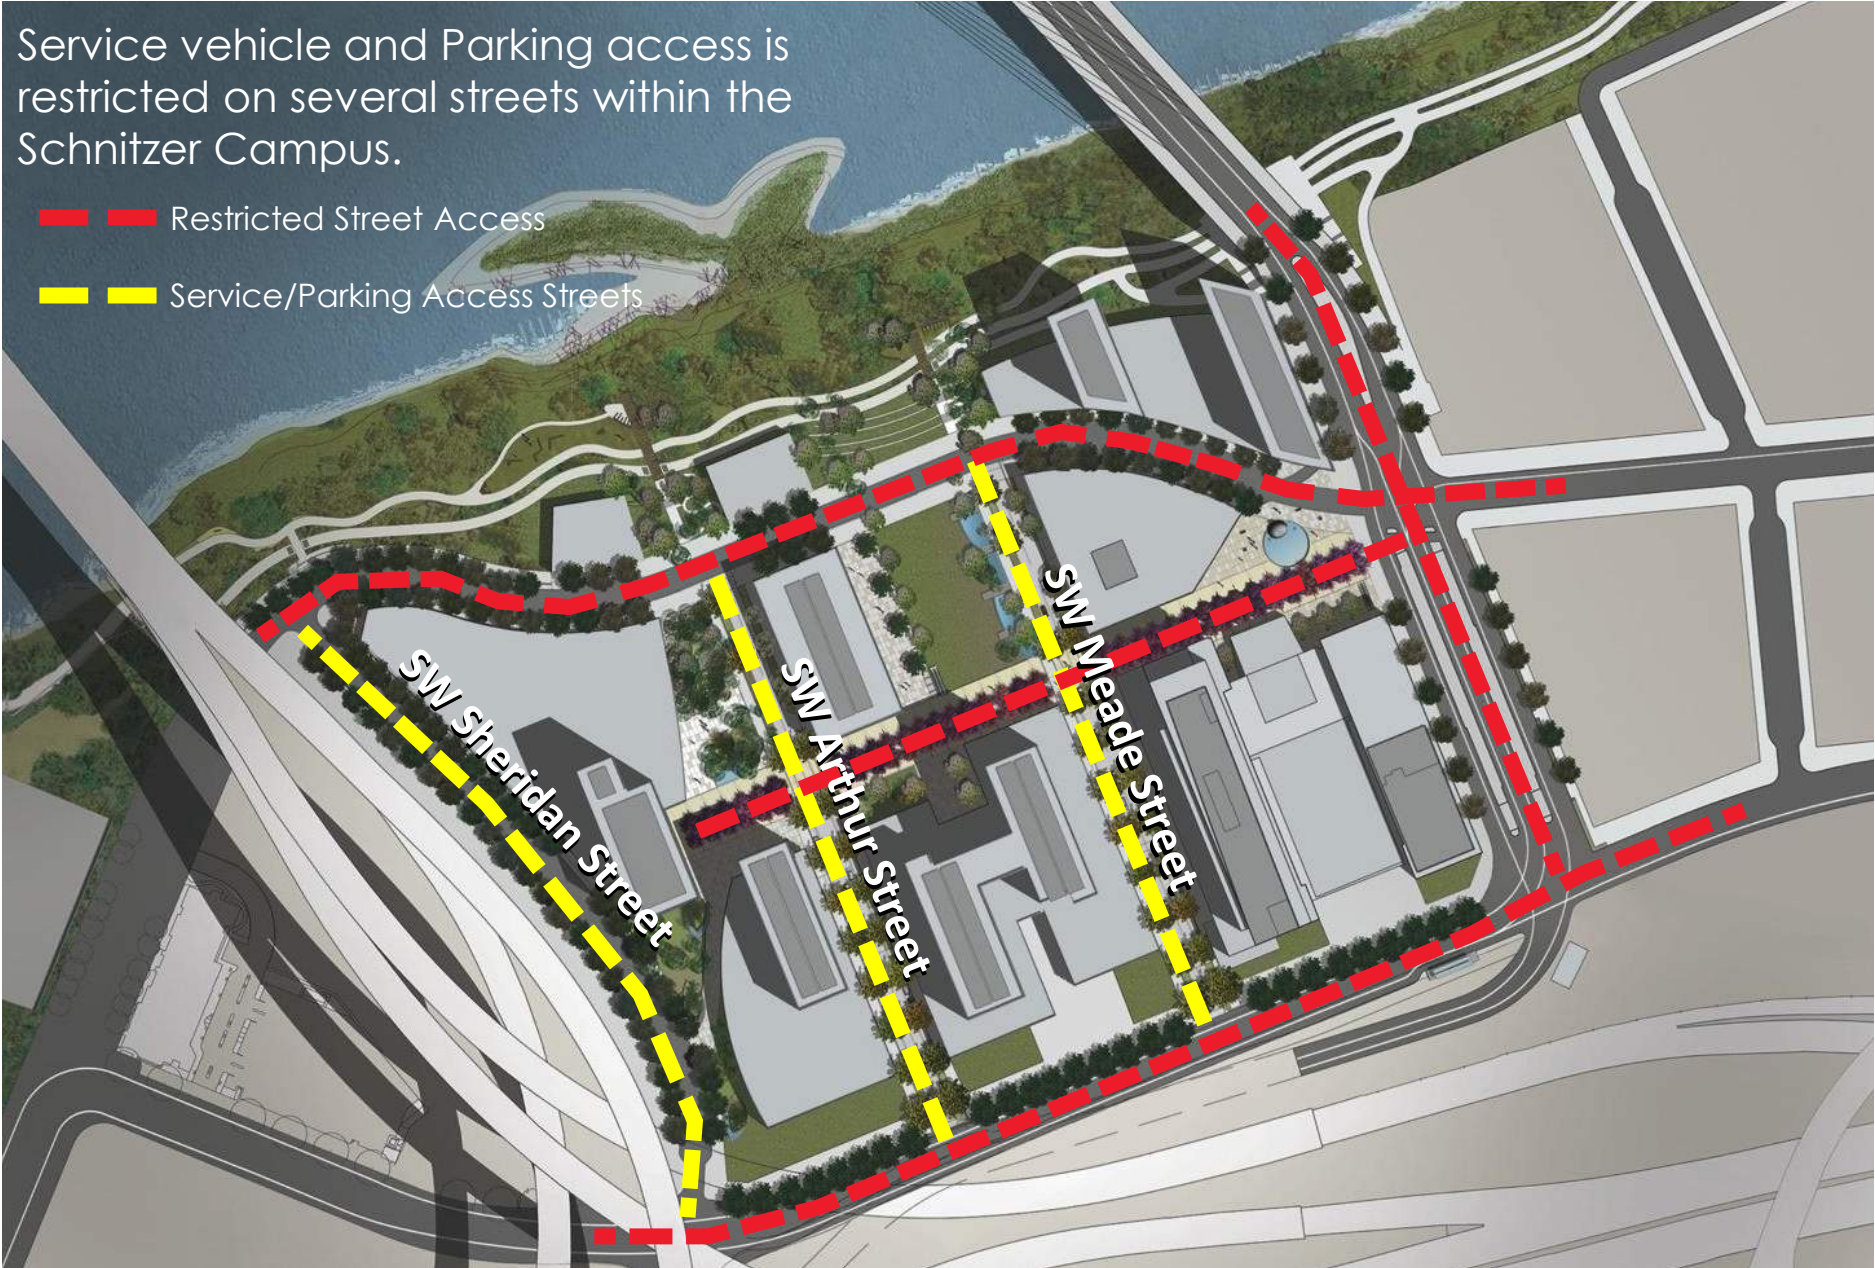 Service vehicle and Parking access is
restricted on several streets within the
Schnitzer Campus.
Restricted Street Access
Service/Parking Access Streets
SW Sheridan Street
SW Arthur Street
SW Meade Street